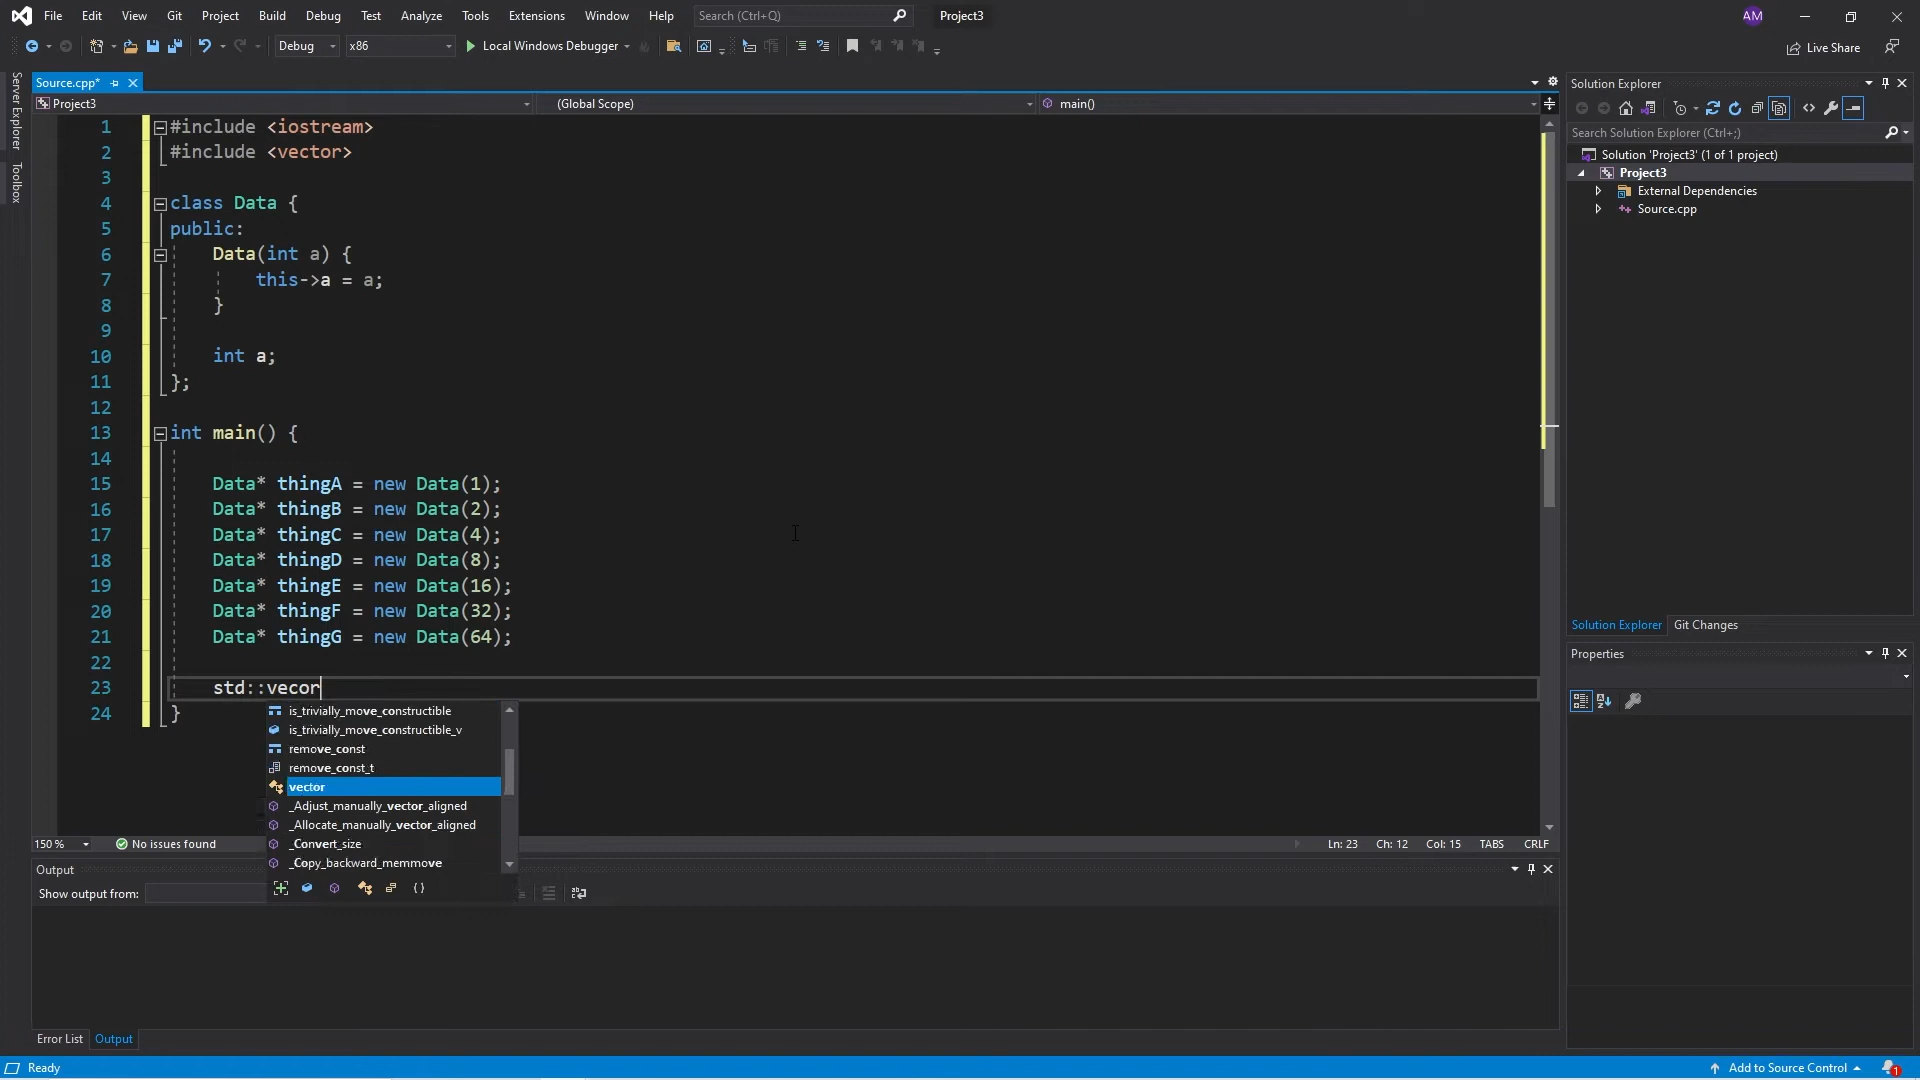 File Edit View Git Project Build Debug Test Analyze Tools Extensions Window Help Search (Ctrl+Q) Project3 AM
Debug x86 Local Windows Debugger Live Share
Server Explorer
Toolbox
Source.cpp*
Project3 (Global Scope) main()
1 #include <iostream>
2 #include <vector>
3
4 class Data {
5 public:
6 Data(int a) {
7 this->a = a;
8 }
9
10 int a;
11 };
12
13 int main() {
14
15 Data* thingA = new Data(1);
16 Data* thingB = new Data(2);
17 Data* thingC = new Data(4);
18 Data* thingD = new Data(8);
19 Data* thingE = new Data(16);
20 Data* thingF = new Data(32);
21 Data* thingG = new Data(64);
22
23 std::vecor
24 }
is_trivially_move_constructible
is_trivially_move_constructible_v
remove_const
remove_const_t
vector
_Adjust_manually_vector_aligned
_Allocate_manually_vector_aligned
_Convert_size
_Copy_backward_memmove
150 % No issues found Ln: 23 Ch: 12 Col: 15 TABS CRLF
Output
Show output from:
Error List Output
Solution Explorer
Search Solution Explorer (Ctrl+;)
Solution 'Project3' (1 of 1 project)
Project3
External Dependencies
Source.cpp
Solution Explorer Git Changes
Properties
Ready Add to Source Control 1